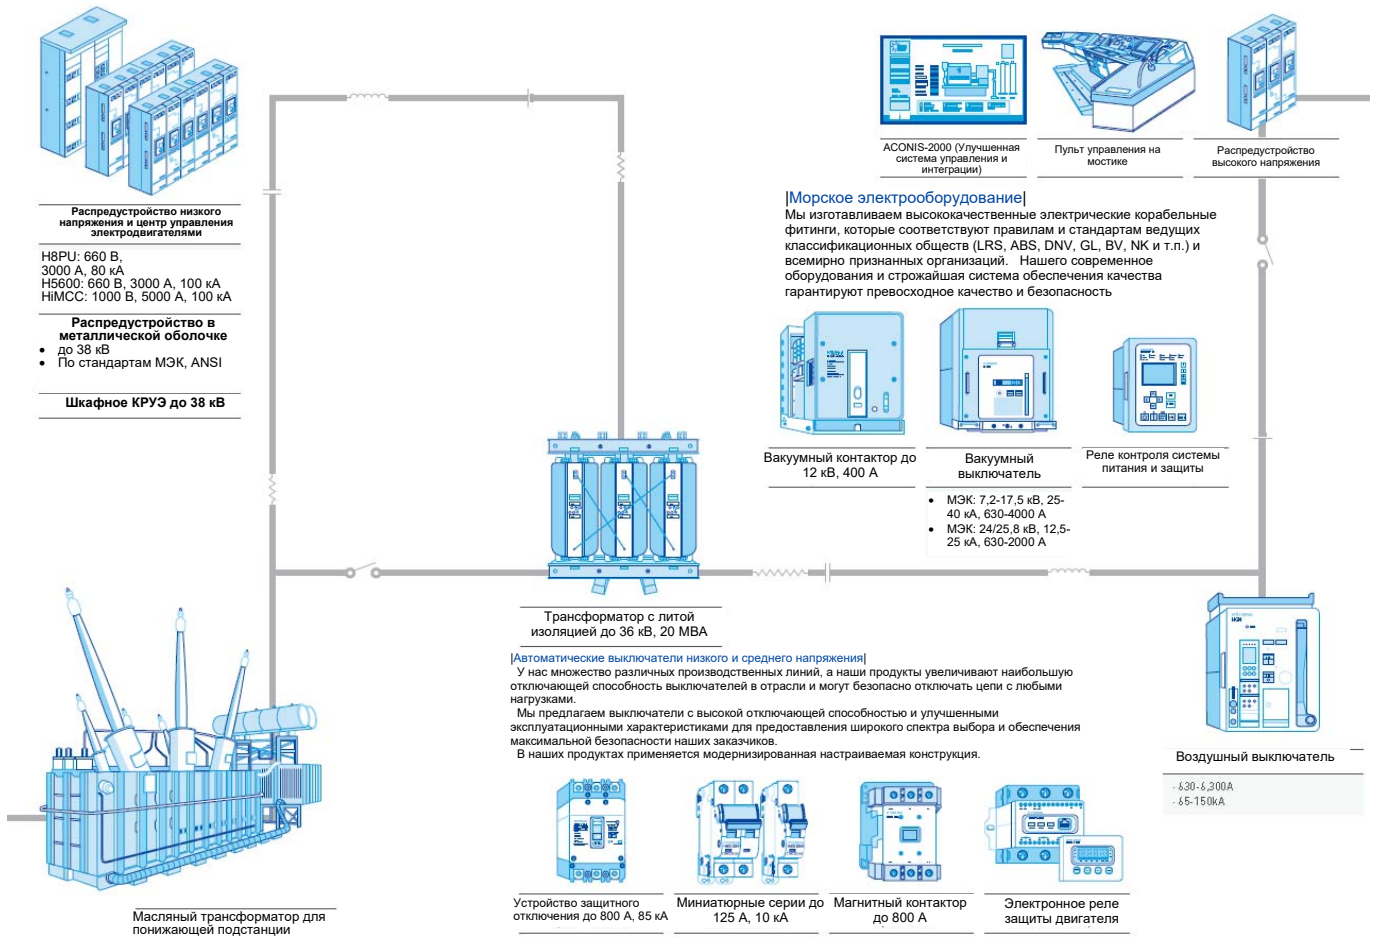 ACONIS-2000 (Улучшенная
система управления и
интеграции)
Пульт управления на
мостике
Распредустройство
высокого напряжения
Распредустройство низкого
напряжения и центр управления
электродвигателями
H8PU: 660 В,
3000 А, 80 кА
H5600: 660 В, 3000 А, 100 кА
HiMCC: 1000 В, 5000 А, 100 кА
Распредустройство в
металлической оболочке
• до 38 кВ
• По стандартам МЭК, ANSI
Шкафное КРУЭ до 38 кВ
|Морское электрооборудование|
Мы изготавливаем высококачественные электрические корабельные
фитинги, которые соответствуют правилам и стандартам ведущих
классификационных обществ (LRS, ABS, DNV, GL, BV, NK и т.п.) и
всемирно признанных организаций. Нашего современное
оборудования и строжайшая система обеспечения качества
гарантируют превосходное качество и безопасность
Вакуумный контактор до
12 кВ, 400 А
Вакуумный
выключатель
• МЭК: 7,2-17,5 кВ, 25-
40 кА, 630-4000 А
• МЭК: 24/25,8 кВ, 12,5-
25 кА, 630-2000 А
Реле контроля системы
питания и защиты
Трансформатор с литой
изоляцией до 36 кВ, 20 МВА
|Автоматические выключатели низкого и среднего напряжения|
У нас множество различных производственных линий, а наши продукты увеличивают наибольшую
отключающей способность выключателей в отрасли и могут безопасно отключать цепи с любыми
нагрузками.
Мы предлагаем выключатели с высокой отключающей способностью и улучшенными
эксплуатационными характеристиками для предоставления широкого спектра выбора и обеспечения
максимальной безопасности наших заказчиков.
В наших продуктах применяется модернизированная настраиваемая конструкция.
Воздушный выключатель
- 630-6,300A
- 65-150kA
Масляный трансформатор для
понижающей подстанции
Устройство защитного
отключения до 800 А, 85 кА
Миниатюрные серии до
125 А, 10 кА
Магнитный контактор
до 800 А
Электронное реле
защиты двигателя